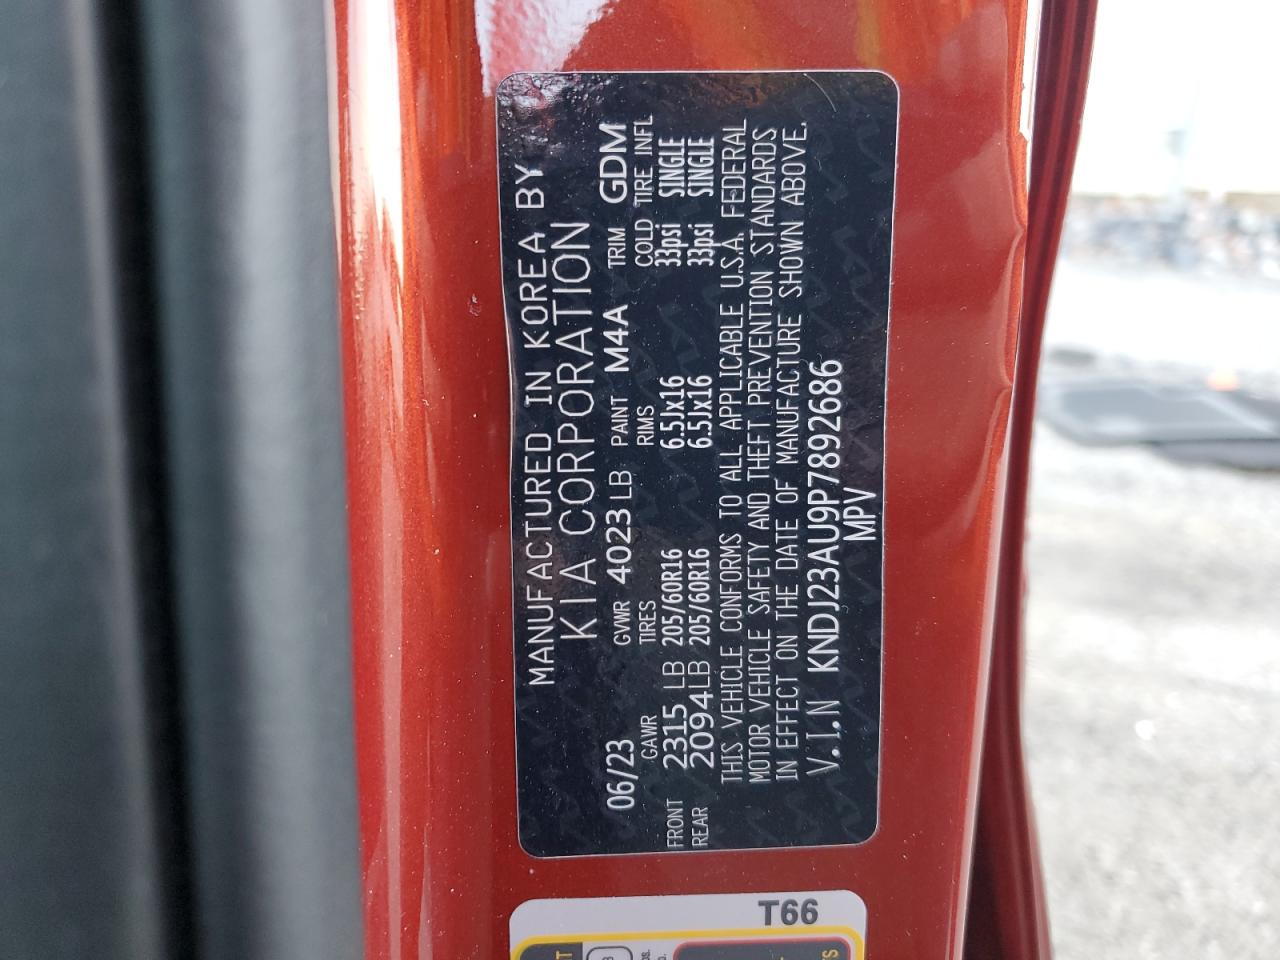 MANUFACTURED IN KOREA BY
KIA CORPORATION
06/23 GVWR 4023 LB PAINT M4A TRIM GDM
GAWR TIRES RIMS COLD TIRE INFL
FRONT 2315 LB 205/60R16 6.5Jx16 33psi SINGLE
REAR 2094 LB 205/60R16 6.5Jx16 33psi SINGLE
THIS VEHICLE CONFORMS TO ALL APPLICABLE U.S.A. FEDERAL
MOTOR VEHICLE SAFETY AND THEFT PREVENTION STANDARDS
IN EFFECT ON THE DATE OF MANUFACTURE SHOWN ABOVE.
V.I.N KNDJ23AU9P7892686
MPV
T66